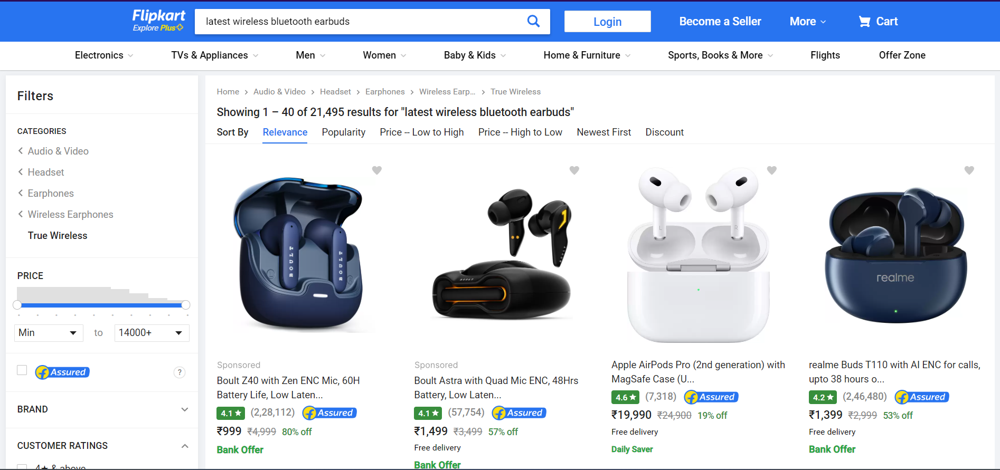 Flipkart
Explore Plus
latest wireless bluetooth earbuds
Login
Become a Seller
More
Cart
Electronics
TVs & Appliances
Men
Women
Baby & Kids
Home & Furniture
Sports, Books & More
Flights
Offer Zone
Filters
CATEGORIES
Audio & Video
Headset
Earphones
Wireless Earphones
True Wireless
PRICE
Min
to
14000+
Assured
?
BRAND
CUSTOMER RATINGS
4★ & above
Home > Audio & Video > Headset > Earphones > Wireless Earp... > True Wireless
Showing 1 – 40 of 21,495 results for "latest wireless bluetooth earbuds"
Sort By Relevance Popularity Price -- Low to High Price -- High to Low Newest First Discount
BOULT
BOULT
Sponsored
Boult Z40 with Zen ENC Mic, 60H
Battery Life, Low Laten...
4.1★ (2,28,112) Assured
₹999 ₹4,999 80% off
Bank Offer
BOULT
Sponsored
Boult Astra with Quad Mic ENC, 48Hrs
Battery, Low Laten...
4.1★ (57,754) Assured
₹1,499 ₹3,499 57% off
Free delivery
Bank Offer
L
R
Apple AirPods Pro (2nd generation) with
MagSafe Case (U...
4.6★ (7,318) Assured
₹19,990 ₹24,900 19% off
Free delivery
Daily Saver
realme
realme Buds T110 with AI ENC for calls,
upto 38 hours o...
4.2★ (2,46,480) Assured
₹1,399 ₹2,999 53% off
Free delivery
Bank Offer